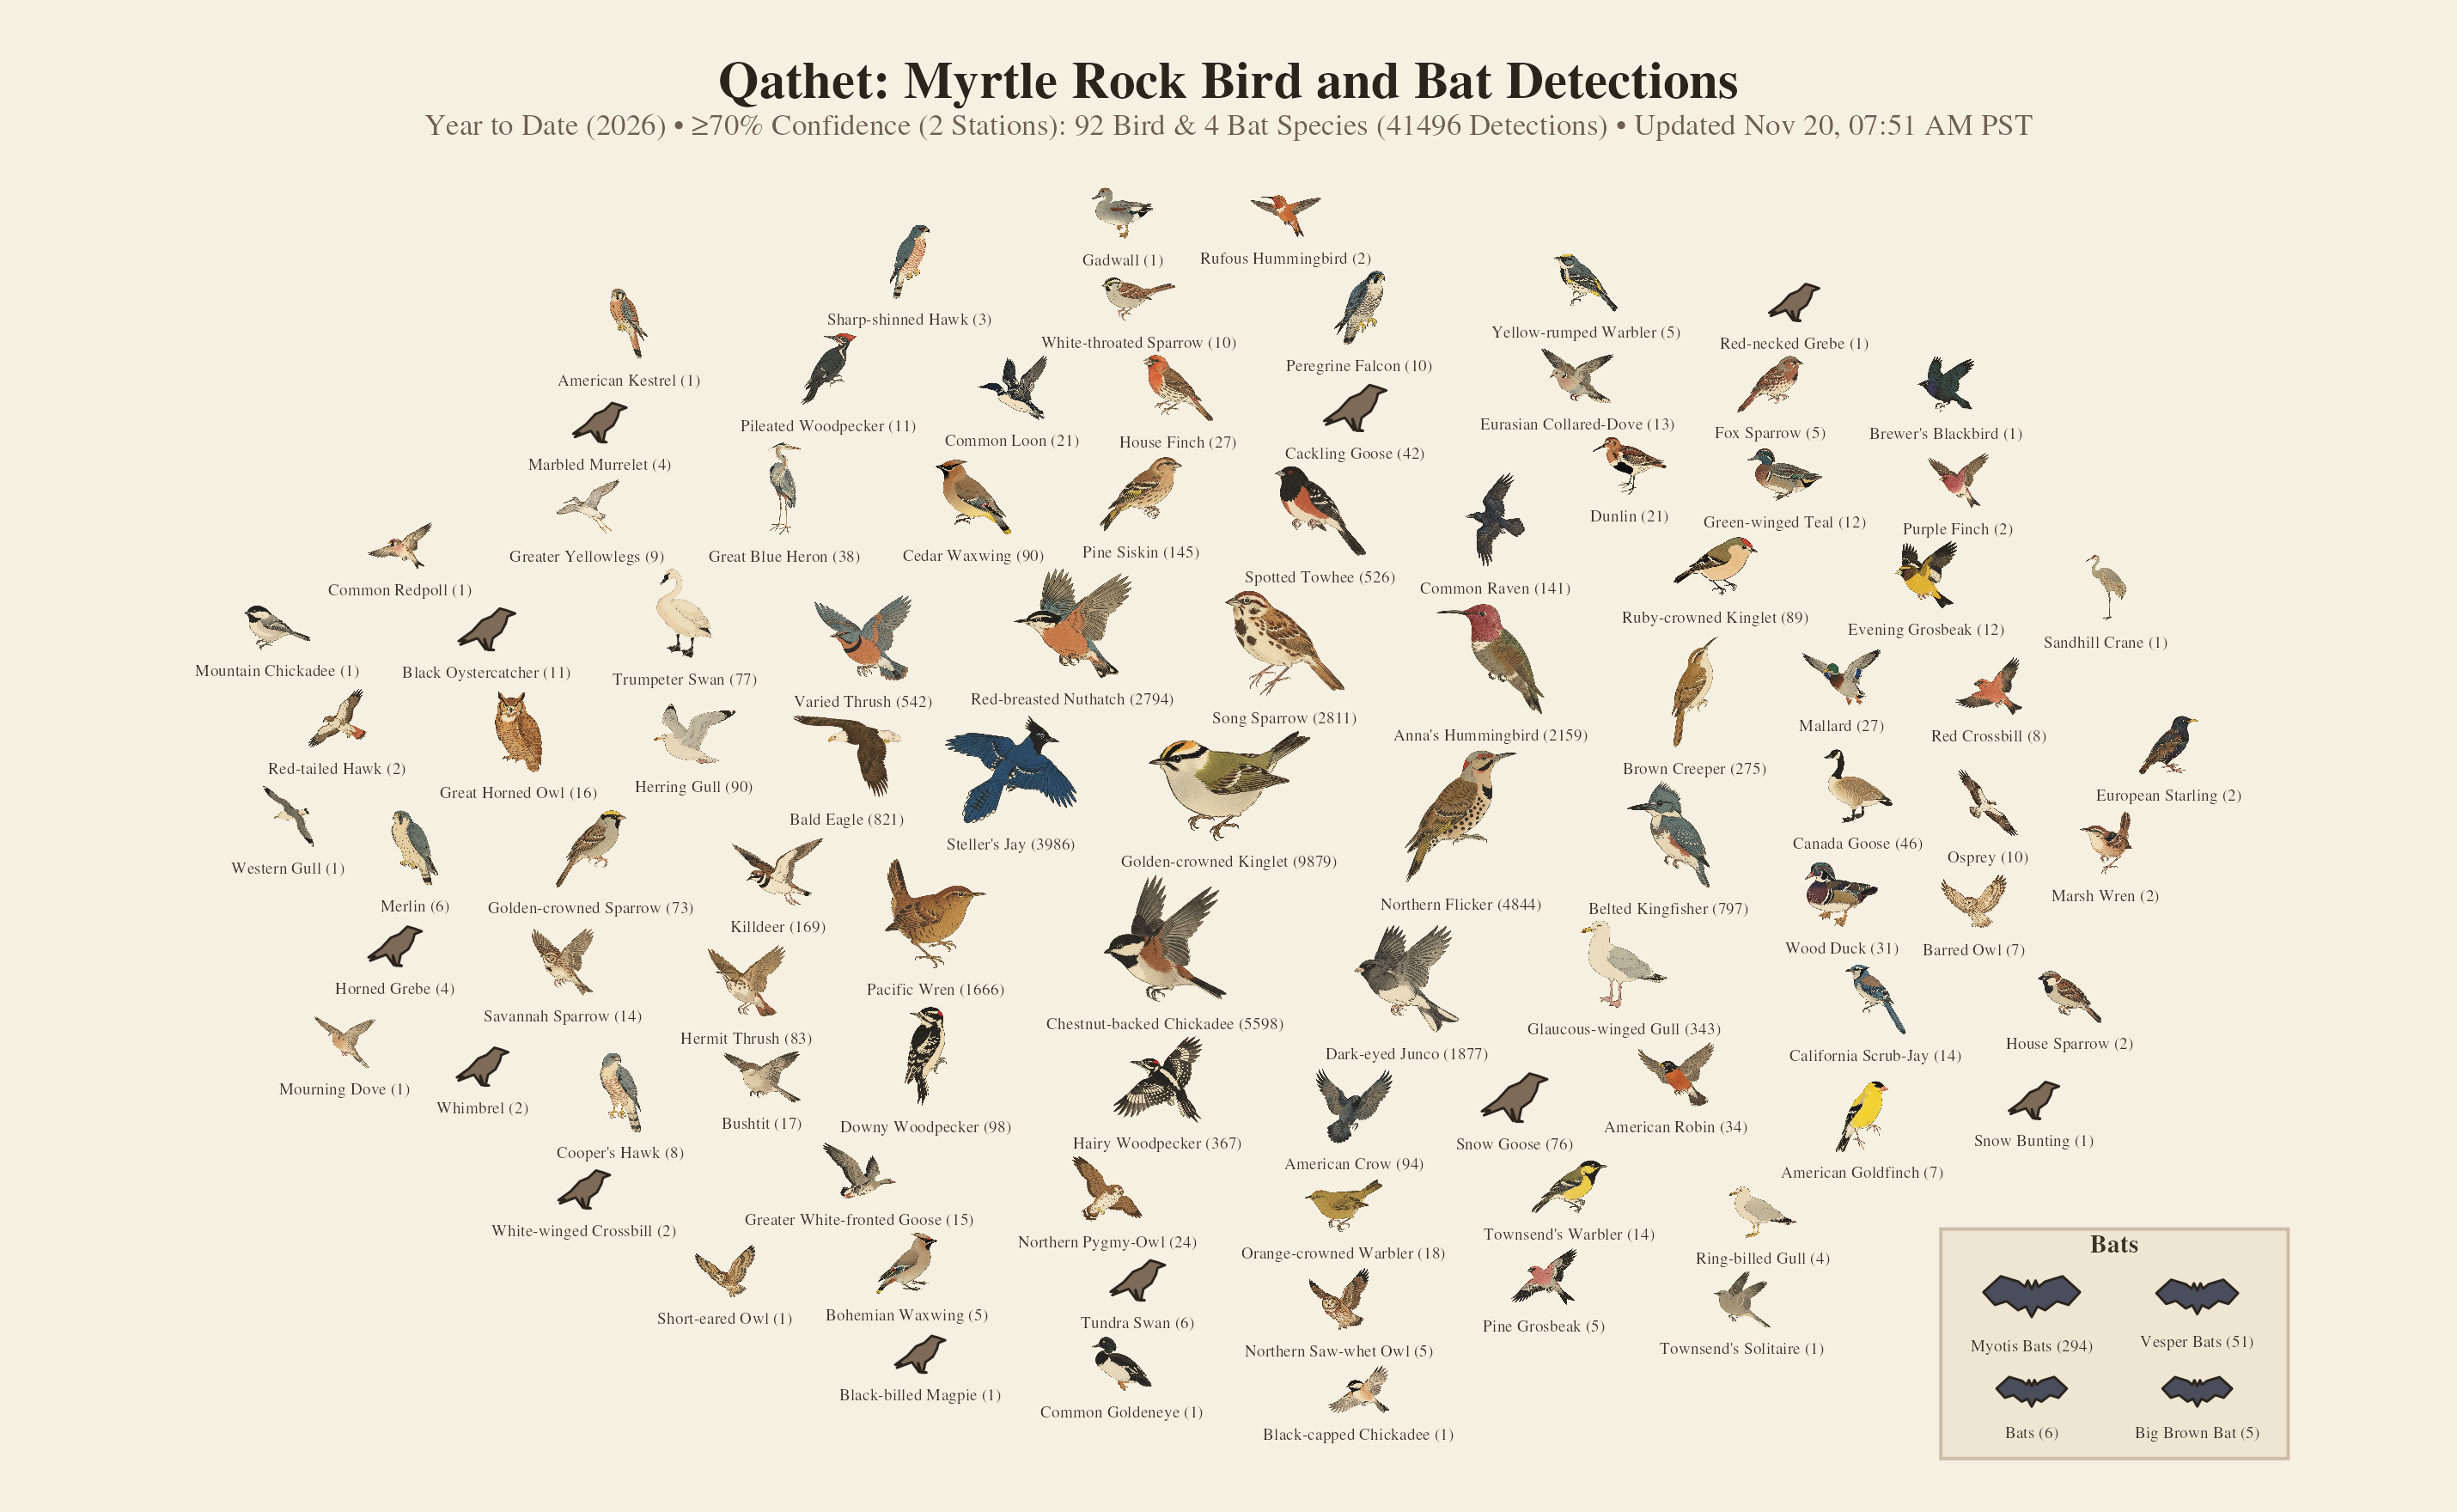 Qathet: Myrtle Rock Bird and Bat Detections
Year to Date (2026) • ≥70% Confidence (2 Stations): 92 Bird & 4 Bat Species (41496 Detections) • Updated Nov 20, 07:51 AM PST
Gadwall (1)
Rufous Hummingbird (2)
Sharp-shinned Hawk (3)
White-throated Sparrow (10)
Yellow-rumped Warbler (5)
Red-necked Grebe (1)
Peregrine Falcon (10)
American Kestrel (1)
Pileated Woodpecker (11)
Common Loon (21)
House Finch (27)
Eurasian Collared-Dove (13)
Fox Sparrow (5)
Brewer's Blackbird (1)
Cackling Goose (42)
Marbled Murrelet (4)
Dunlin (21)
Green-winged Teal (12)
Purple Finch (2)
Greater Yellowlegs (9)
Great Blue Heron (38)
Cedar Waxwing (90)
Pine Siskin (145)
Spotted Towhee (526)
Common Raven (141)
Common Redpoll (1)
Ruby-crowned Kinglet (89)
Evening Grosbeak (12)
Sandhill Crane (1)
Mountain Chickadee (1)
Black Oystercatcher (11)
Trumpeter Swan (77)
Varied Thrush (542)
Red-breasted Nuthatch (2794)
Song Sparrow (2811)
Anna's Hummingbird (2159)
Mallard (27)
Red Crossbill (8)
Red-tailed Hawk (2)
Great Horned Owl (16)
Herring Gull (90)
Bald Eagle (821)
Steller's Jay (3986)
Golden-crowned Kinglet (9879)
Brown Creeper (275)
European Starling (2)
Canada Goose (46)
Osprey (10)
Western Gull (1)
Merlin (6)
Golden-crowned Sparrow (73)
Killdeer (169)
Northern Flicker (4844)
Belted Kingfisher (797)
Marsh Wren (2)
Wood Duck (31)
Barred Owl (7)
Horned Grebe (4)
Savannah Sparrow (14)
Hermit Thrush (83)
Pacific Wren (1666)
Chestnut-backed Chickadee (5598)
Dark-eyed Junco (1877)
Glaucous-winged Gull (343)
California Scrub-Jay (14)
House Sparrow (2)
Mourning Dove (1)
Whimbrel (2)
Cooper's Hawk (8)
Bushtit (17)
Downy Woodpecker (98)
Hairy Woodpecker (367)
American Crow (94)
Snow Goose (76)
American Robin (34)
American Goldfinch (7)
Snow Bunting (1)
White-winged Crossbill (2)
Greater White-fronted Goose (15)
Northern Pygmy-Owl (24)
Orange-crowned Warbler (18)
Townsend's Warbler (14)
Ring-billed Gull (4)
Short-eared Owl (1)
Bohemian Waxwing (5)
Tundra Swan (6)
Northern Saw-whet Owl (5)
Pine Grosbeak (5)
Townsend's Solitaire (1)
Black-billed Magpie (1)
Common Goldeneye (1)
Black-capped Chickadee (1)
Bats
Myotis Bats (294)
Vesper Bats (51)
Bats (6)
Big Brown Bat (5)